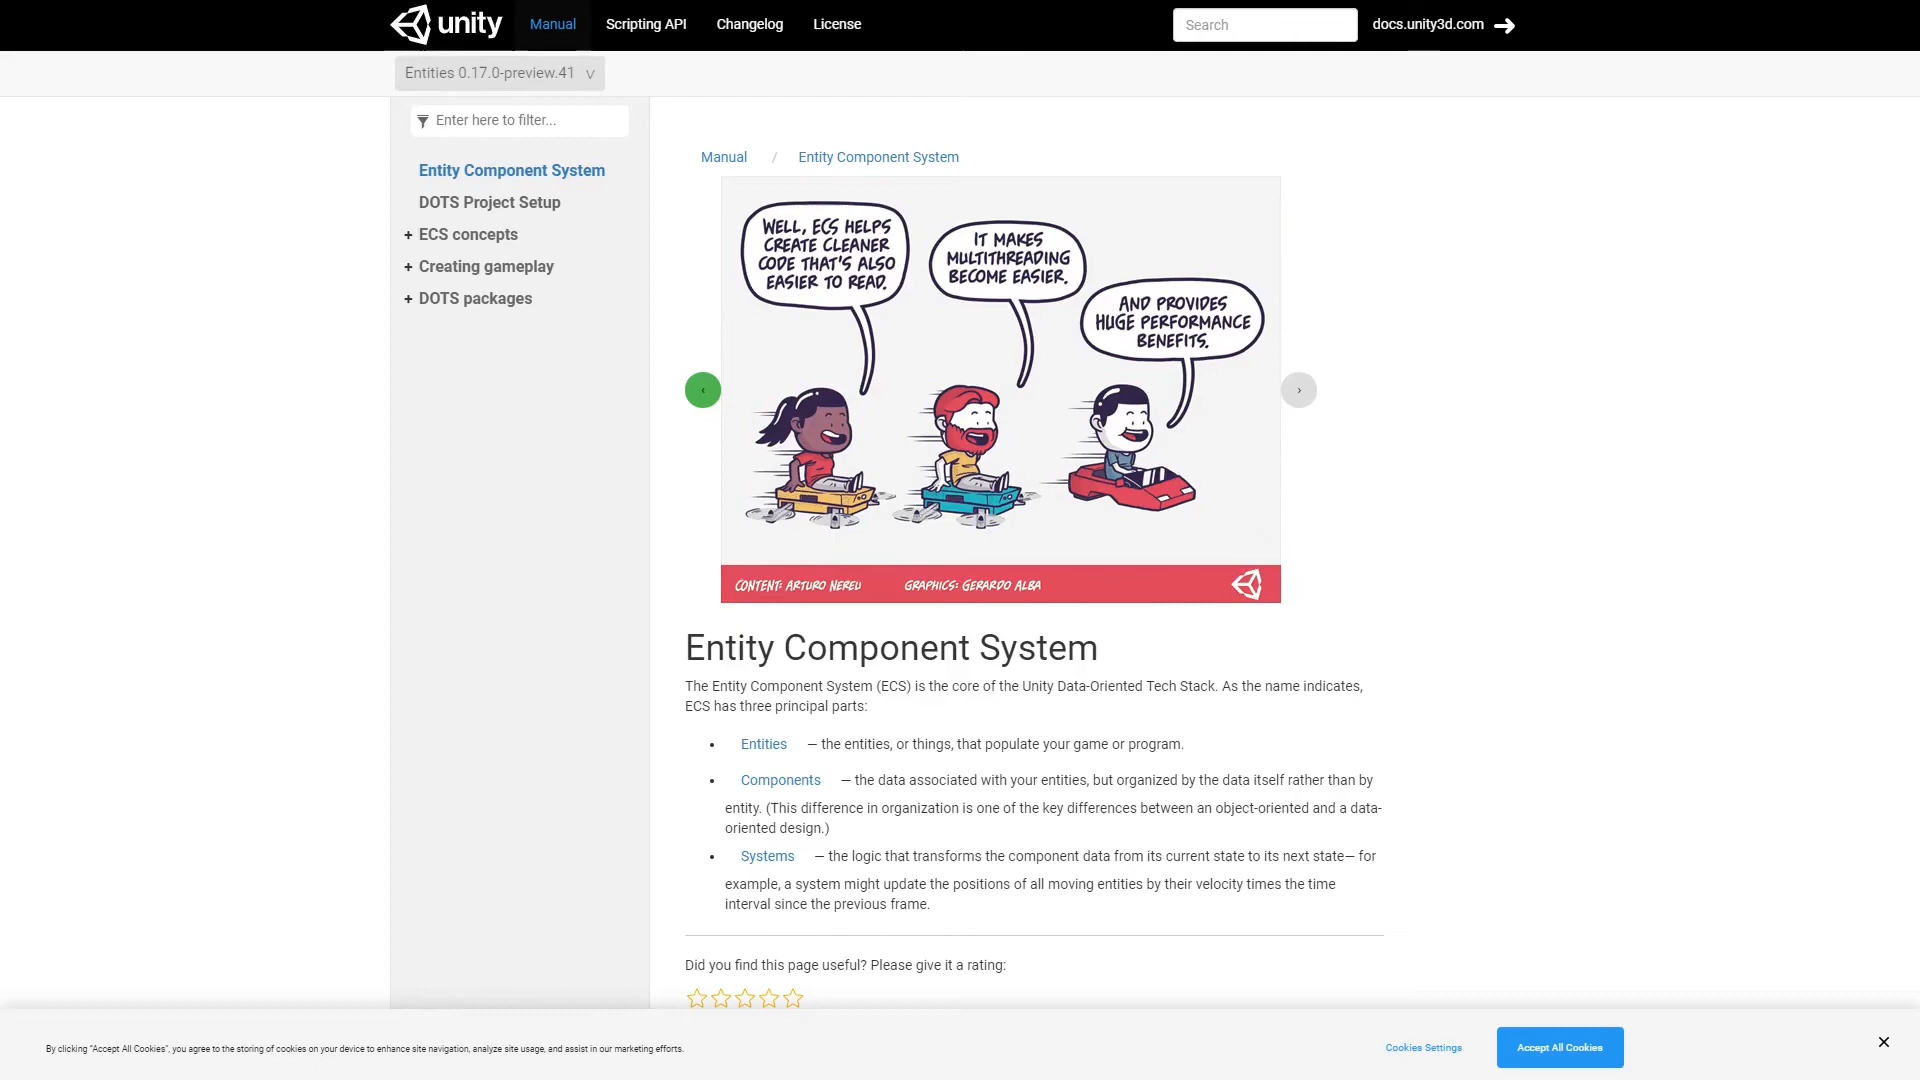 unity
Manual
Scripting API
Changelog
License
Search
docs.unity3d.com
Entities 0.17.0-preview.41
Enter here to filter...
Entity Component System
DOTS Project Setup
+ ECS concepts
+ Creating gameplay
+ DOTS packages
Manual / Entity Component System
WELL, ECS HELPS
CREATE CLEANER
CODE THAT'S ALSO
EASIER TO READ.
IT MAKES
MULTITHREADING
BECOME EASIER.
AND PROVIDES
HUGE PERFORMANCE
BENEFITS.
CONTENT: ARTURO NEREU
GRAPHICS: GERARDO ALBA
Entity Component System
The Entity Component System (ECS) is the core of the Unity Data-Oriented Tech Stack. As the name indicates,
ECS has three principal parts:
• Entities — the entities, or things, that populate your game or program.
• Components — the data associated with your entities, but organized by the data itself rather than by
entity. (This difference in organization is one of the key differences between an object-oriented and a data-
oriented design.)
• Systems — the logic that transforms the component data from its current state to its next state— for
example, a system might update the positions of all moving entities by their velocity times the time
interval since the previous frame.
Did you find this page useful? Please give it a rating:
By clicking "Accept All Cookies", you agree to the storing of cookies on your device to enhance site navigation, analyze site usage, and assist in our marketing efforts.
Cookies Settings
Accept All Cookies